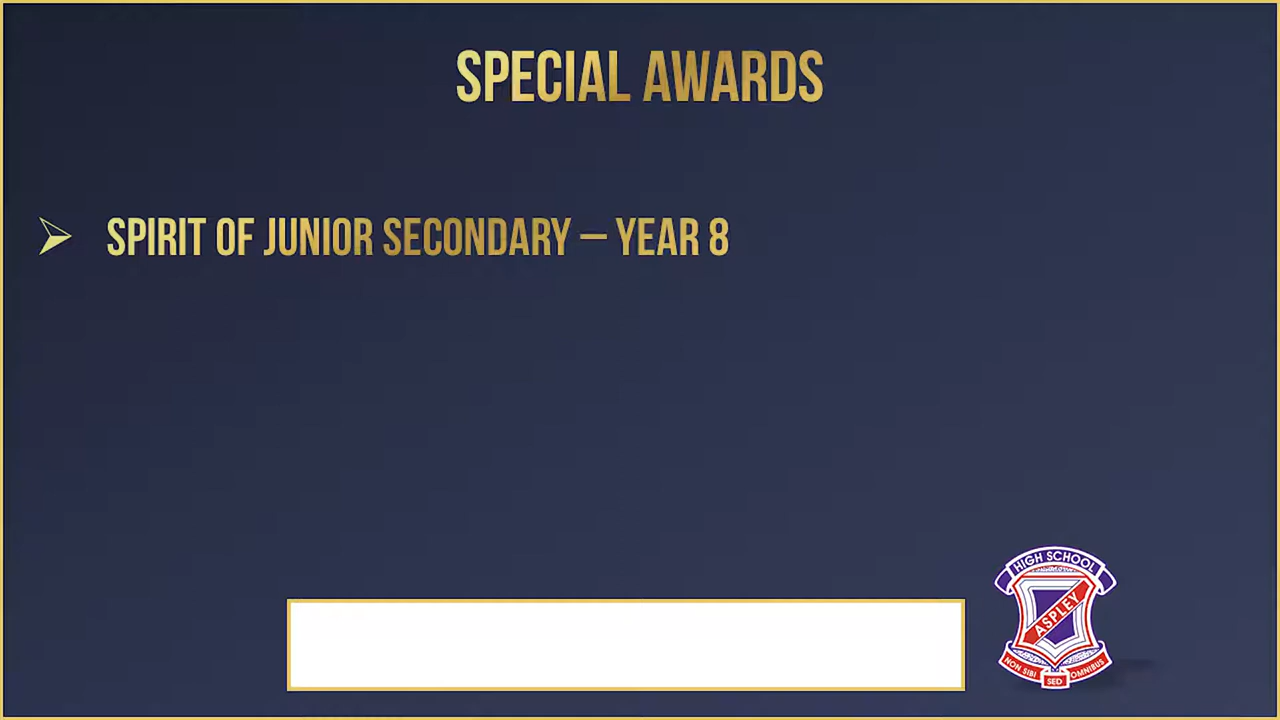 SPECIAL AWARDS
SPIRIT OF JUNIOR SECONDARY – YEAR 8
HIGH SCHOOL
ASPLEY
NON SIBI SED OMNIBUS